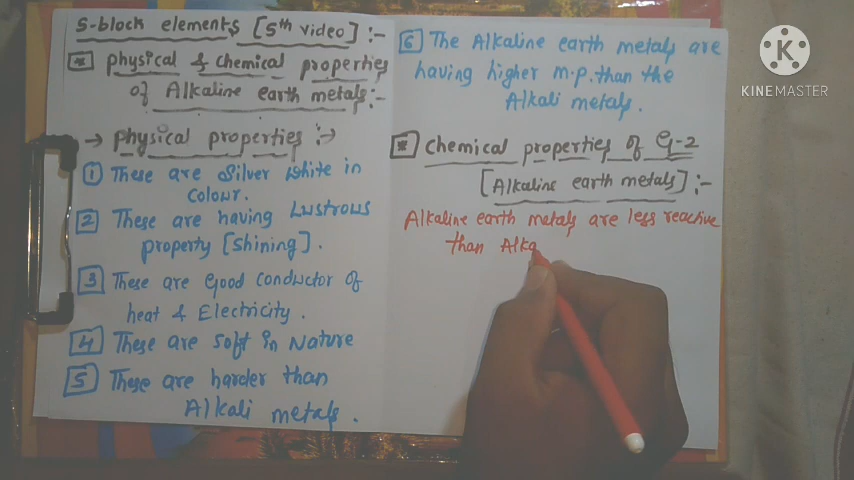 S-block elements [5th video] :-
* physical & chemical properties
of Alkaline earth metals:-
→ physical properties :→
1 These are Silver white in
colour.
2 These are having Lustrous
property [Shining].
3 These are Good conductor of
heat & Electricity.
4 These are soft in Nature
5 These are harder than
Alkali metals.
6 The Alkaline earth metals are
having higher m.p. than the
Alkali metals.
* Chemical properties of G-2
[Alkaline earth metals] :-
Alkaline earth metals are less reactive
than Alka
K
KINEMASTER